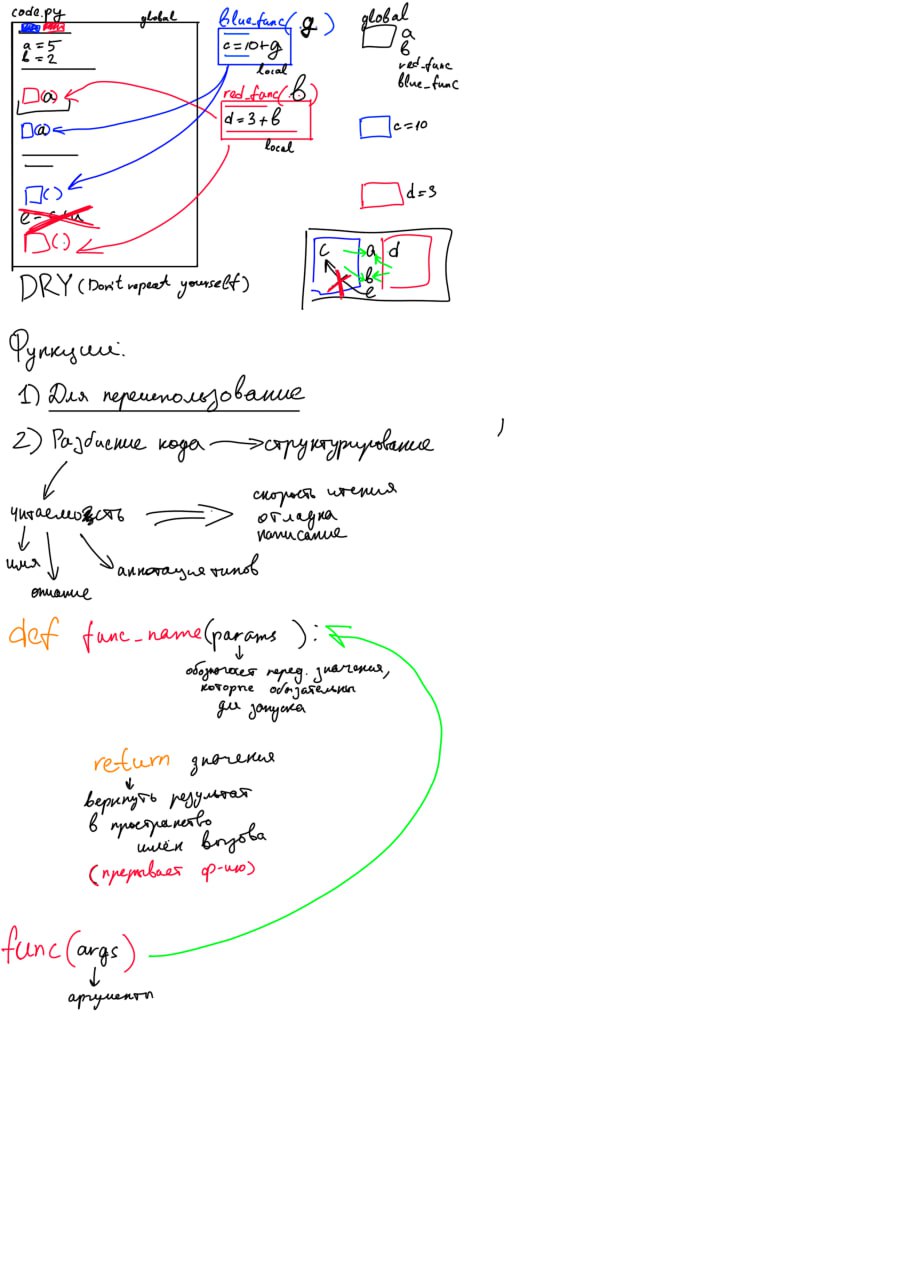 code.py
global
a = 5
b = 2
(a)
(a)
( )
( )
blue_func( g )
c = 10 + g
local
red_func( b )
d = 3 + b
local
global
a
b
red_func
blue_func
c = 10
d = 3
c a d
b
e
DRY (Don't repeat yourself)
Функции:
1) Для переиспользование
2) Разбиение кода → структурирование
читаемость
скорость чтения
отладка
написание
имя
описание
аннотация типов
def func_name(params ):
обозначает перед. значения,
которые обязательны
для запуска
return значения
вернуть результат
в пространство
имён вызова
(прерывает ф-ию)
func(args)
аргументы